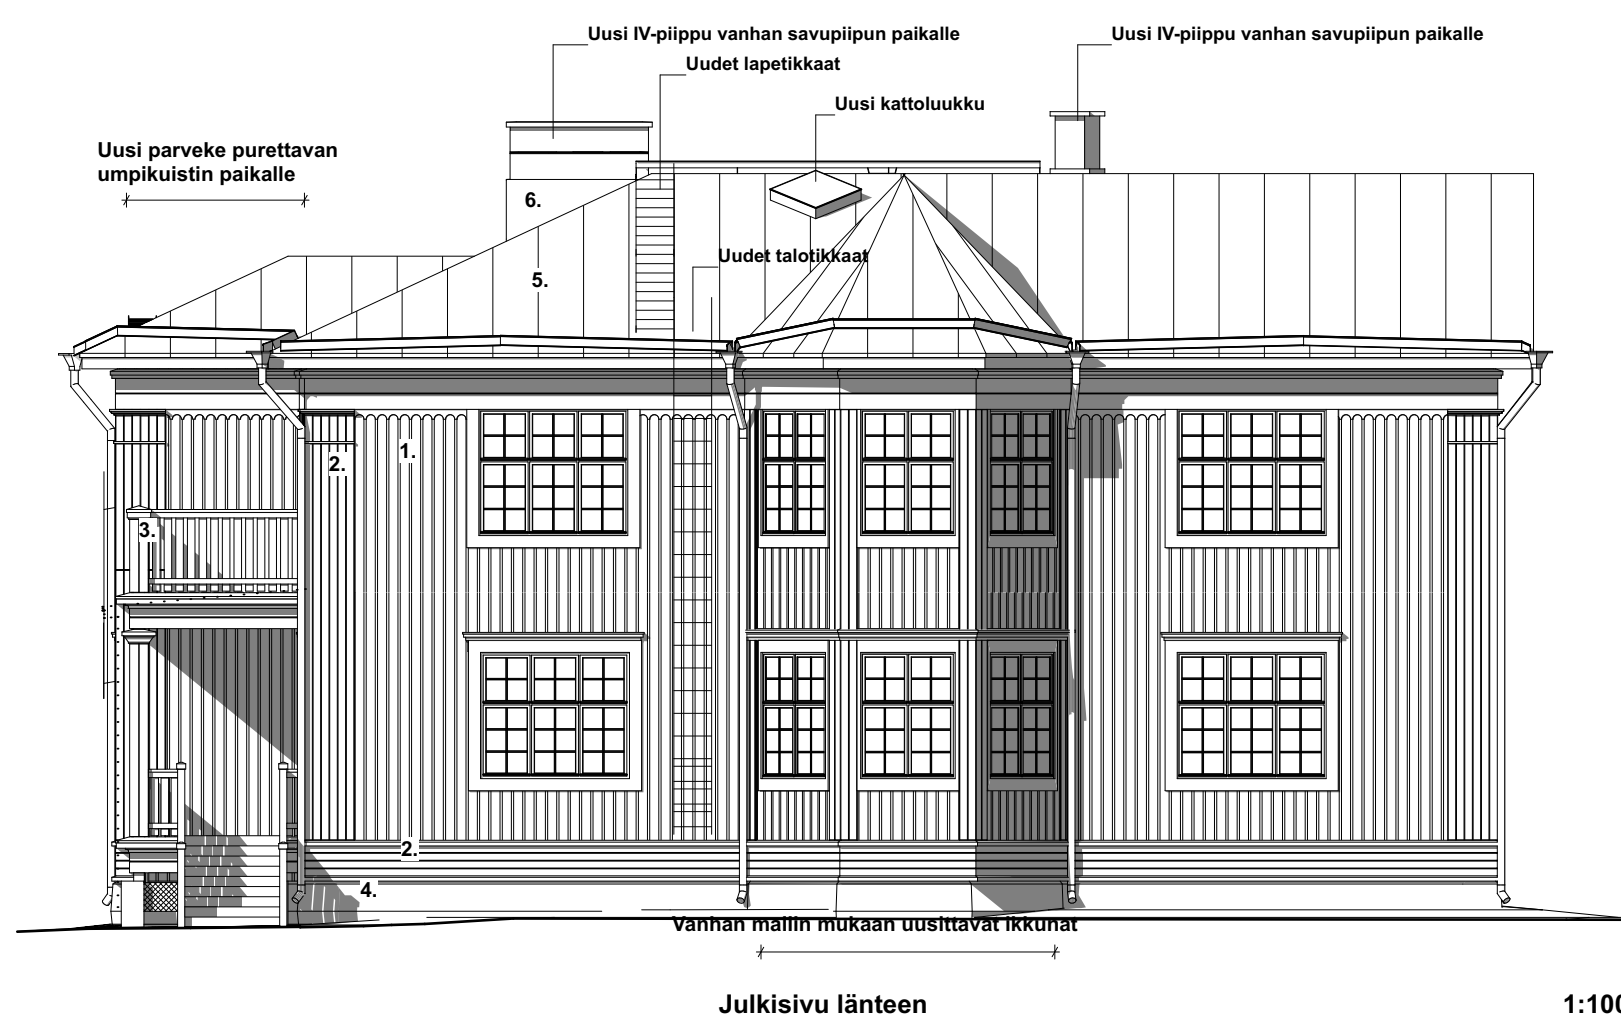 Uusi IV-piippu vanhan savupiipun paikalle
Uusi IV-piippu vanhan savupiipun paikalle
Uudet lapetikkaat
Uusi kattoluukku
Uusi parveke purettavan
umpikuistin paikalle
6.
Uudet talotikkaat
5.
1.
2.
3.
2.
4.
Vanhan mallin mukaan uusittavat ikkunat
Julkisivu länteen
1:100